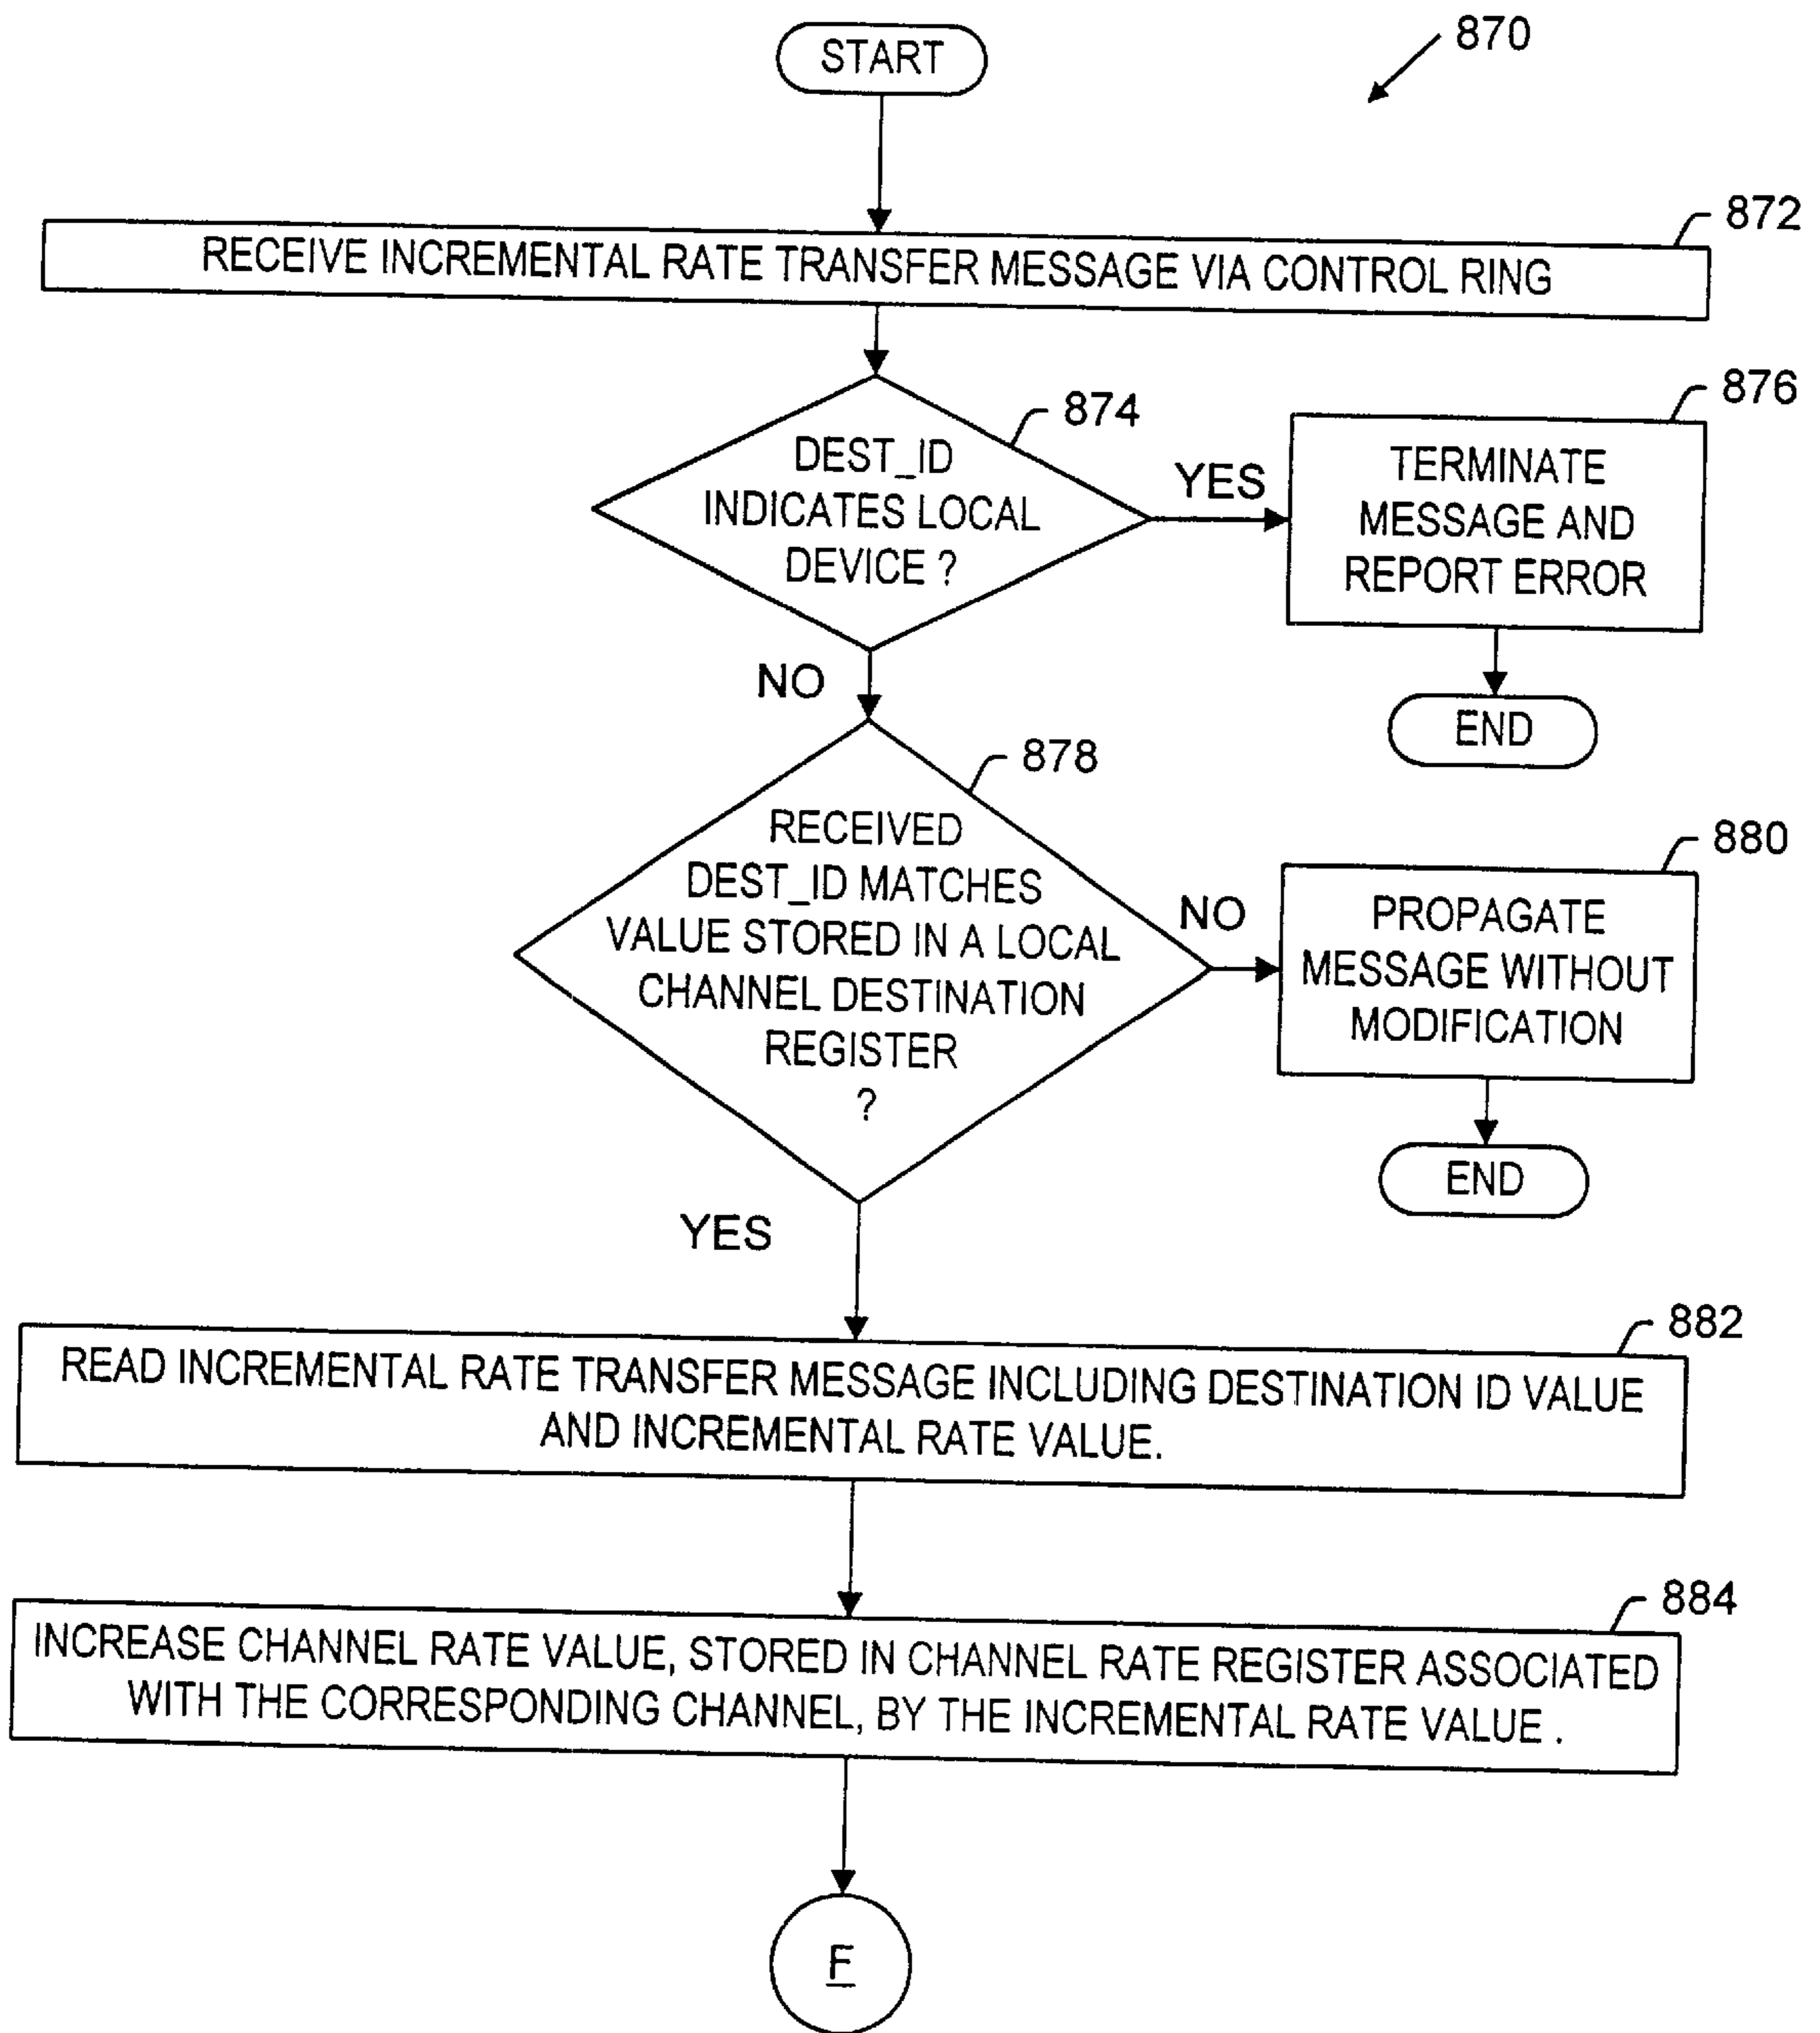 START
870
872
RECEIVE INCREMENTAL RATE TRANSFER MESSAGE VIA CONTROL RING
874
DEST_ID
INDICATES LOCAL
DEVICE ?
YES
876
TERMINATE
MESSAGE AND
REPORT ERROR
END
NO
878
RECEIVED
DEST_ID MATCHES
VALUE STORED IN A LOCAL
CHANNEL DESTINATION
REGISTER
?
NO
880
PROPAGATE
MESSAGE WITHOUT
MODIFICATION
END
YES
882
READ INCREMENTAL RATE TRANSFER MESSAGE INCLUDING DESTINATION ID VALUE
AND INCREMENTAL RATE VALUE.
884
INCREASE CHANNEL RATE VALUE, STORED IN CHANNEL RATE REGISTER ASSOCIATED
WITH THE CORRESPONDING CHANNEL, BY THE INCREMENTAL RATE VALUE .
F